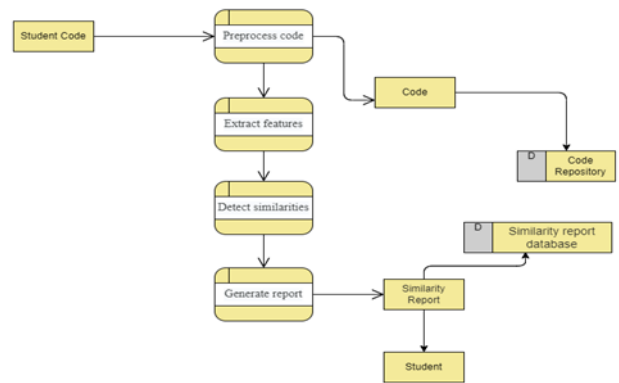 Student Code
Preprocess code
Code
Extract features
D
Code
Repository
Detect similarities
D
Similarity report
database
Generate report
Similarity
Report
Student